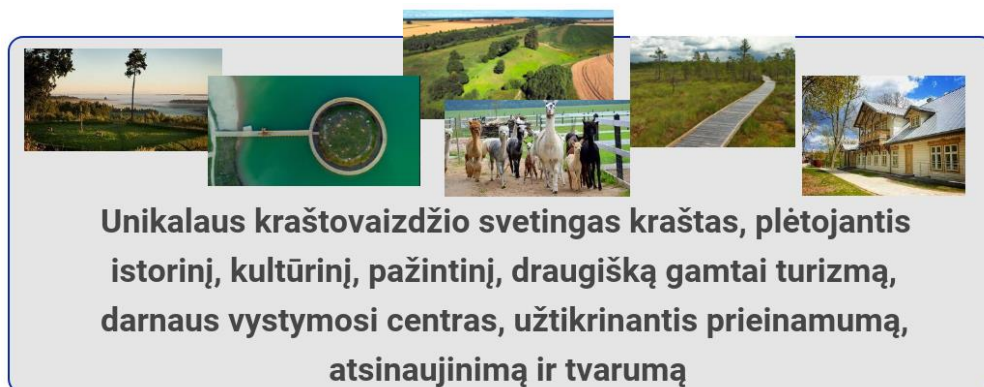 Unikalaus kraštovaizdžio svetingas kraštas, plėtojantis
istorinį, kultūrinį, pažintinį, draugišką gamtai turizmą,
darnaus vystymosi centras, užtikrinantis prieinamumą,
atsinaujinimą ir tvarumą